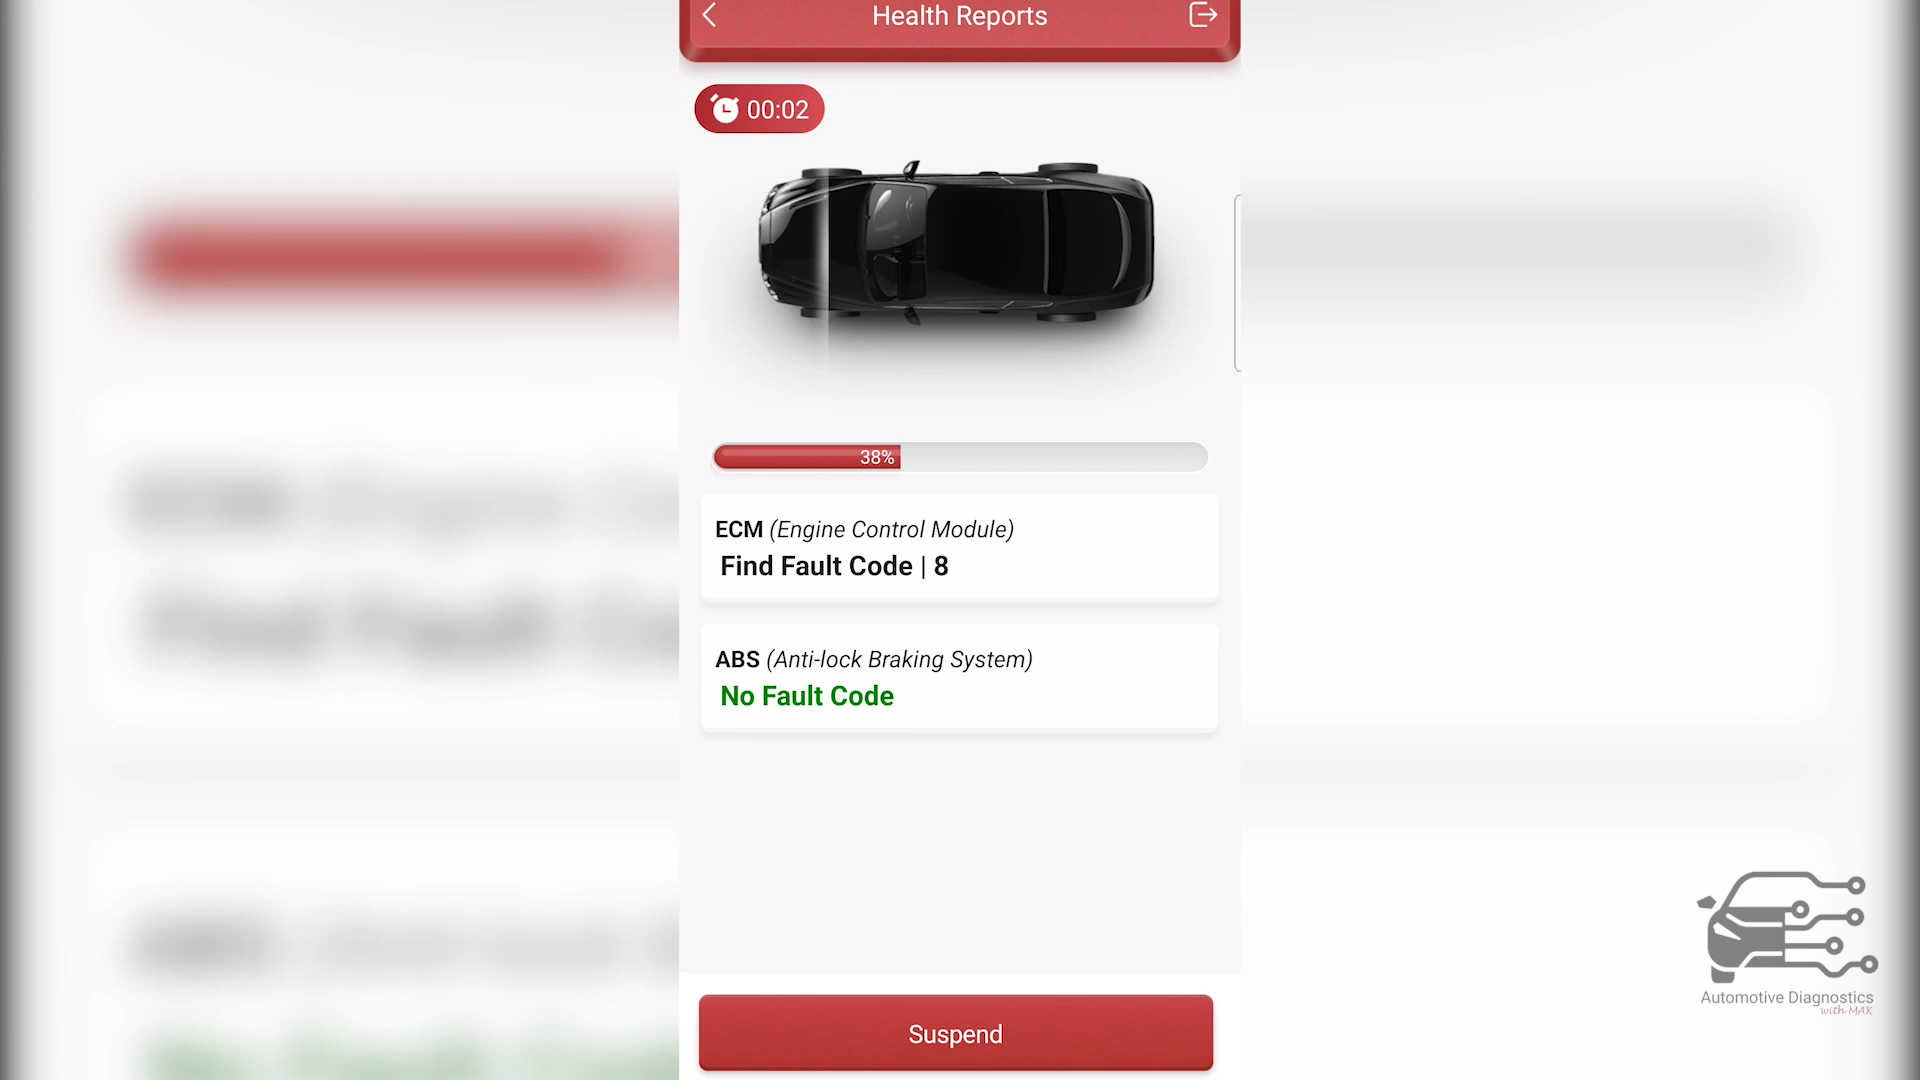 Health Reports
00:02
38%
ECM (Engine Control Module)
Find Fault Code | 8
ABS (Anti-lock Braking System)
No Fault Code
Suspend
Automotive Diagnostics
with MAK